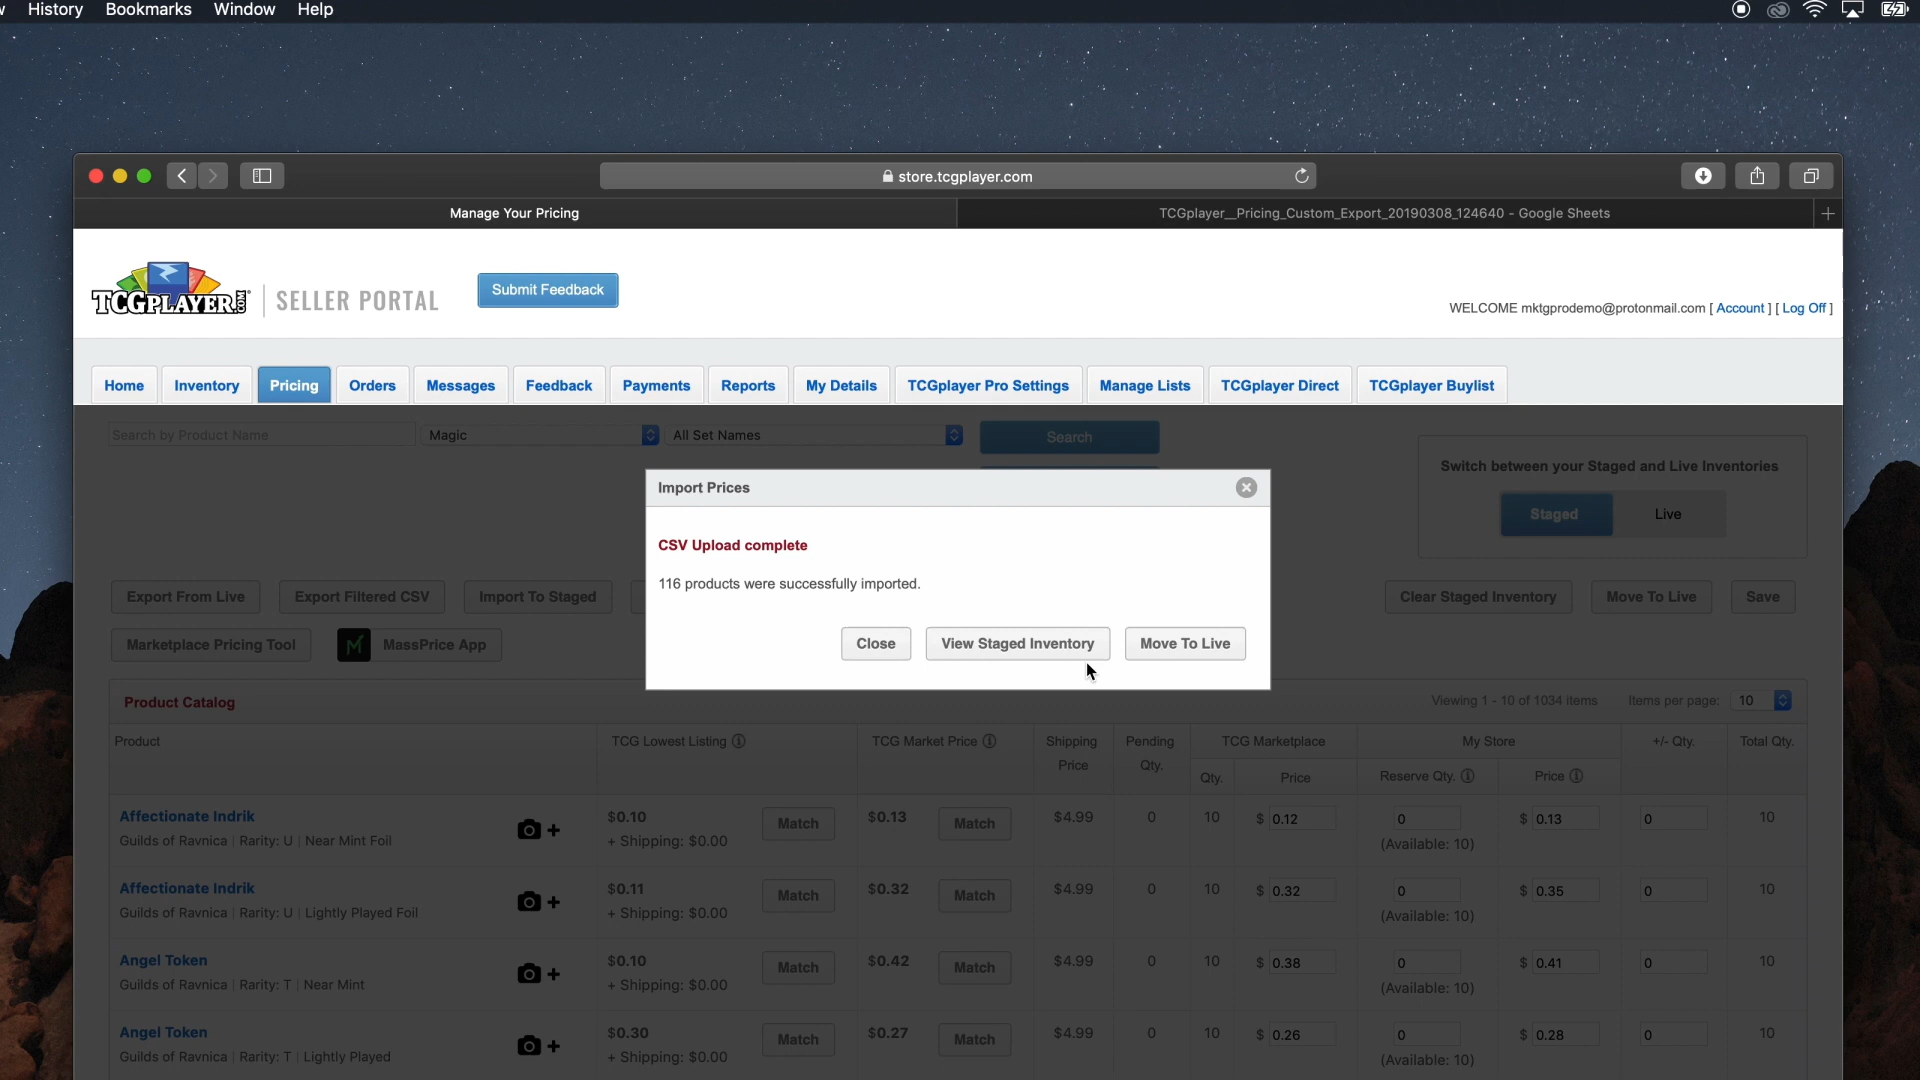 History Bookmarks Window Help
store.tcgplayer.com
Manage Your Pricing TCGplayer__Pricing_Custom_Export_20190308_124640 - Google Sheets
TCGPLAYER.COM SELLER PORTAL Submit Feedback
WELCOME mktgprodemo@protonmail.com [ Account ] [ Log Off ]
Home Inventory Pricing Orders Messages Feedback Payments Reports My Details TCGplayer Pro Settings Manage Lists TCGplayer Direct TCGplayer Buylist
Search by Product Name Magic All Set Names Search
Switch between your Staged and Live Inventories
Staged Live
Import Prices
CSV Upload complete
116 products were successfully imported.
Close View Staged Inventory Move To Live
Export From Live Export Filtered CSV Import To Staged Clear Staged Inventory Move To Live Save
Marketplace Pricing Tool MassPrice App
Product Catalog Viewing 1 - 10 of 1034 items Items per page: 10
Product TCG Lowest Listing TCG Market Price Shipping Price Pending Qty. TCG Marketplace My Store +/- Qty. Total Qty.
Qty. Price Reserve Qty. Price
Affectionate Indrik $0.10 Match $0.13 Match $4.99 0 10 $ 0.12 0 $ 0.13 0 10
Guilds of Ravnica | Rarity: U | Near Mint Foil + Shipping: $0.00 (Available: 10)
Affectionate Indrik $0.11 Match $0.32 Match $4.99 0 10 $ 0.32 0 $ 0.35 0 10
Guilds of Ravnica | Rarity: U | Lightly Played Foil + Shipping: $0.00 (Available: 10)
Angel Token $0.10 Match $0.42 Match $4.99 0 10 $ 0.38 0 $ 0.41 0 10
Guilds of Ravnica | Rarity: T | Near Mint + Shipping: $0.00 (Available: 10)
Angel Token $0.30 Match $0.27 Match $4.99 0 10 $ 0.26 0 $ 0.28 0 10
Guilds of Ravnica | Rarity: T | Lightly Played + Shipping: $0.00 (Available: 10)